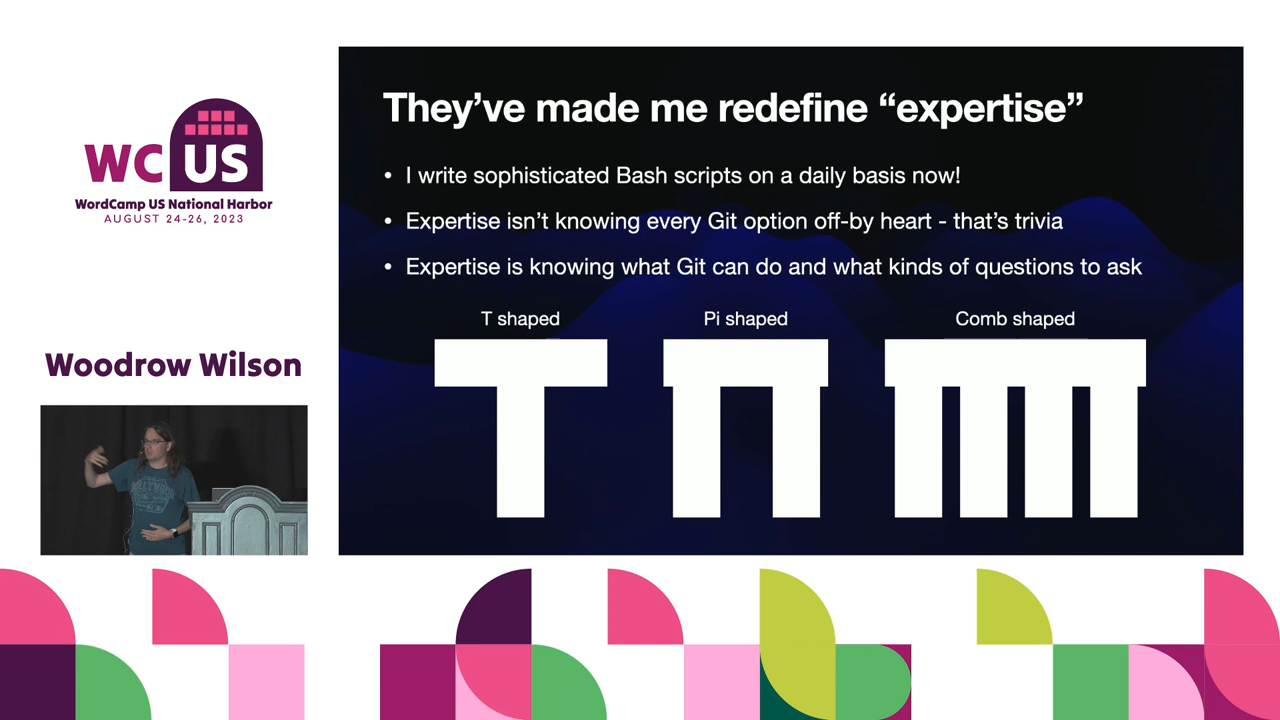 WC US
WordCamp US National Harbor
AUGUST 24-26, 2023
Woodrow Wilson
They've made me redefine “expertise”
• I write sophisticated Bash scripts on a daily basis now!
• Expertise isn't knowing every Git option off-by heart - that's trivia
• Expertise is knowing what Git can do and what kinds of questions to ask
T shaped
Pi shaped
Comb shaped